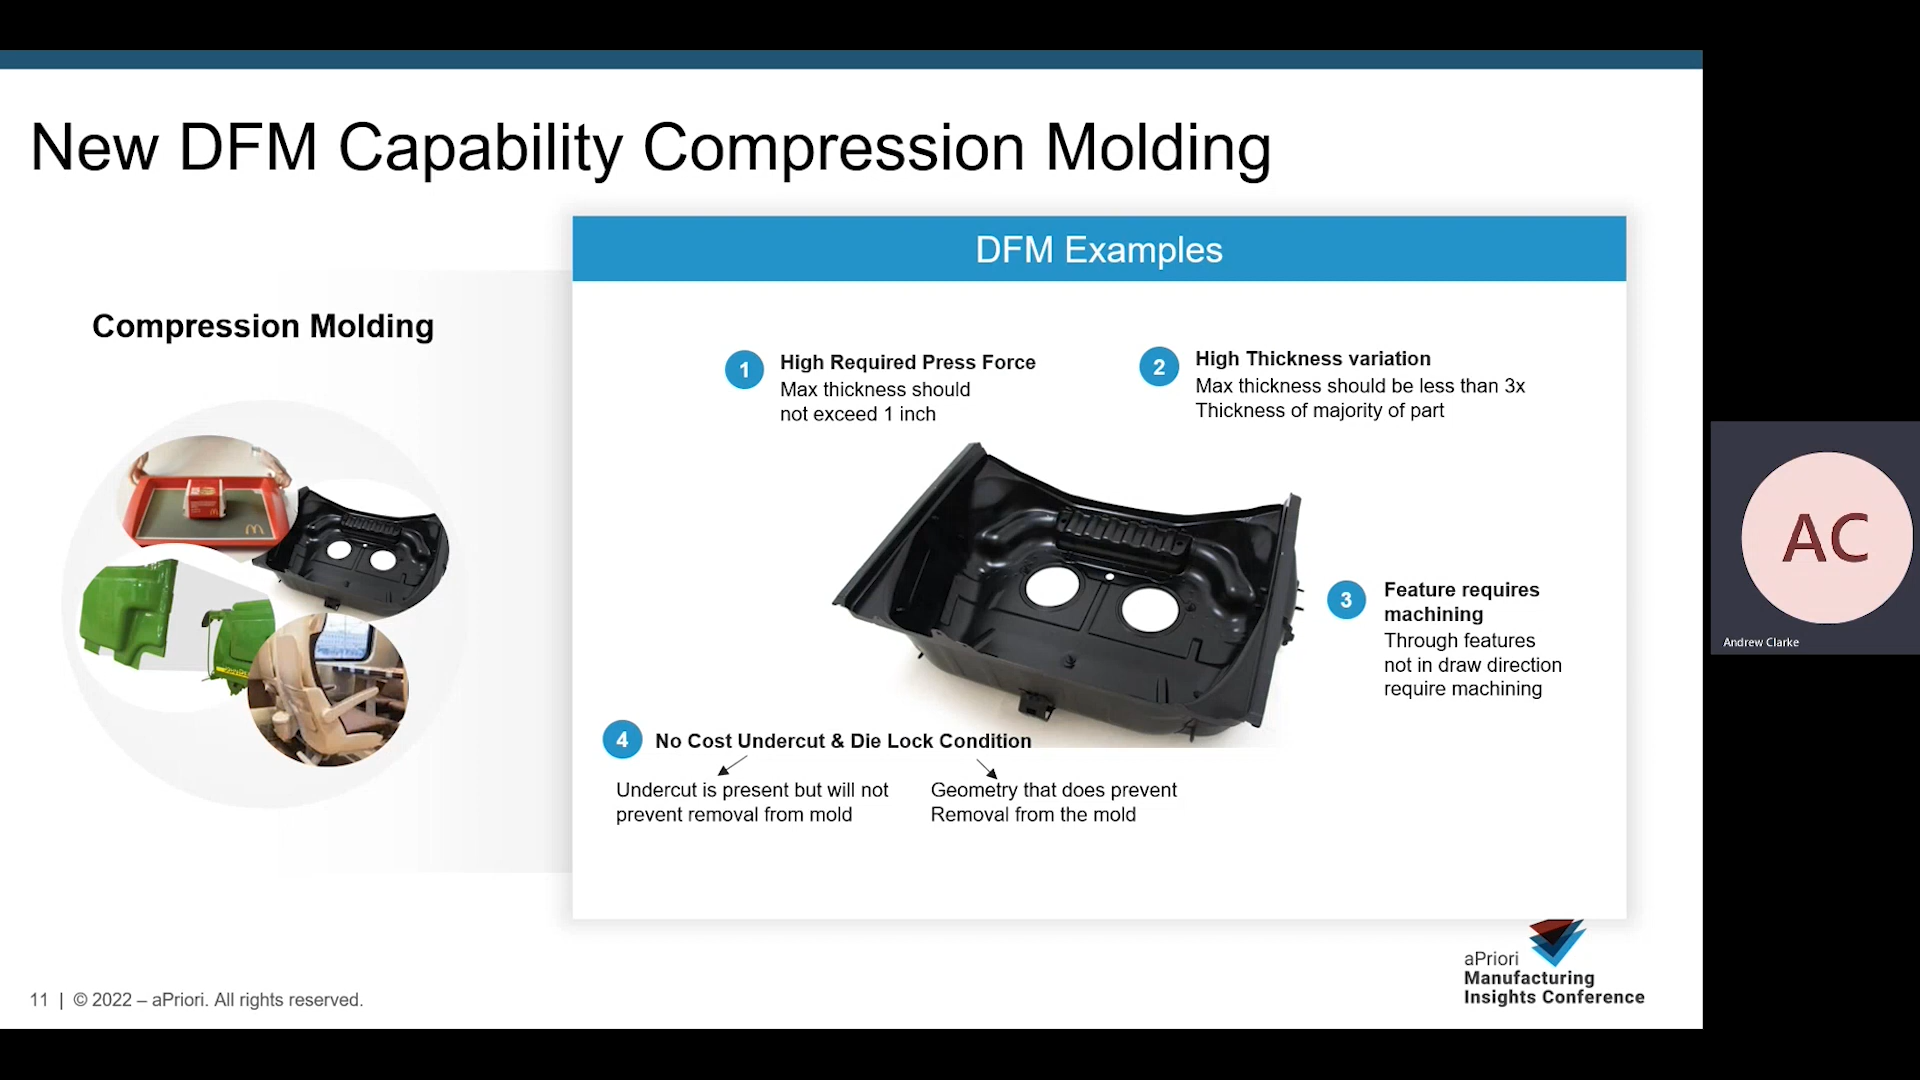 New DFM Capability Compression Molding
Compression Molding
DFM Examples
1
High Required Press Force
Max thickness should
not exceed 1 inch
2
High Thickness variation
Max thickness should be less than 3x
Thickness of majority of part
3
Feature requires
machining
Through features
not in draw direction
require machining
4
No Cost Undercut & Die Lock Condition
Undercut is present but will not
prevent removal from mold
Geometry that does prevent
Removal from the mold
11 | © 2022 – aPriori. All rights reserved.
aPriori
Manufacturing
Insights Conference
AC
Andrew Clarke